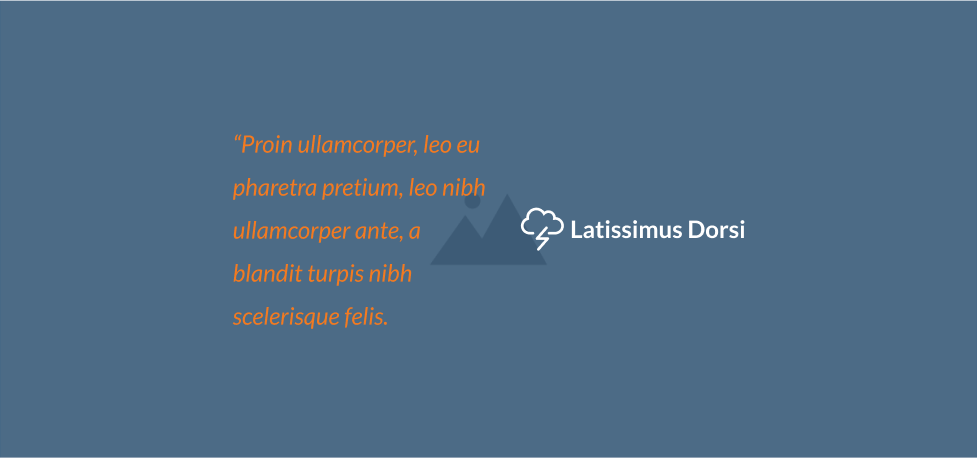 “Proin ullamcorper, leo eu
pharetra pretium, leo nibh
ullamcorper ante, a
blandit turpis nibh
scelerisque felis.
Latissimus Dorsi